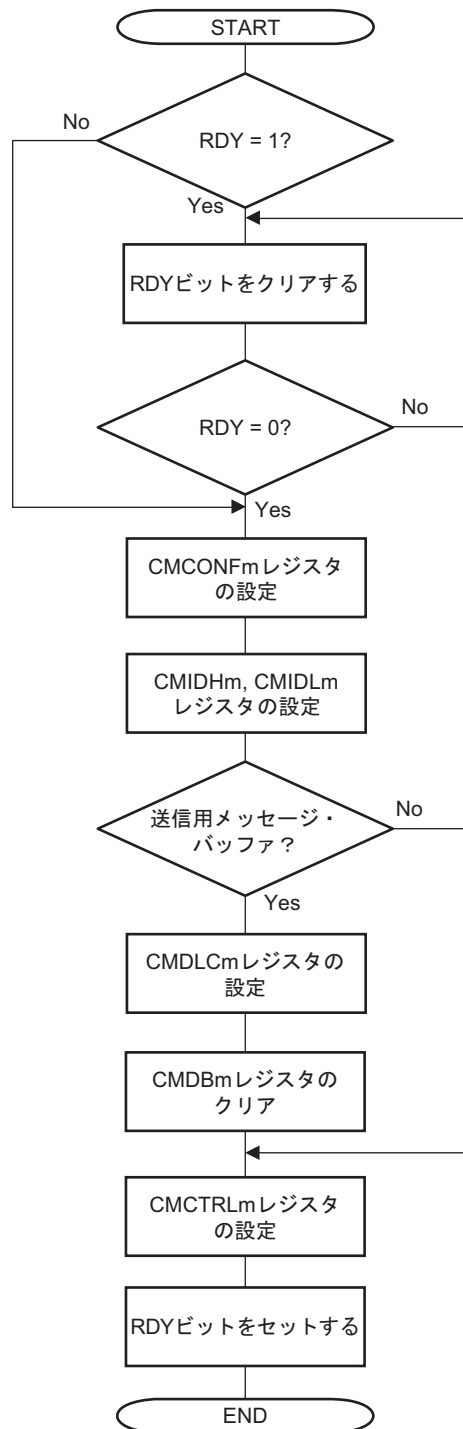 START
No
RDY = 1?
Yes
RDYビットをクリアする
RDY = 0?
No
Yes
CMCONFmレジスタ
の設定
CMIDHm, CMIDLm
レジスタの設定
送信用メッセージ・
バッファ？
No
Yes
CMDLCmレジスタの
設定
CMDBmレジスタの
クリア
CMCTRLmレジスタ
の設定
RDYビットをセットする
END